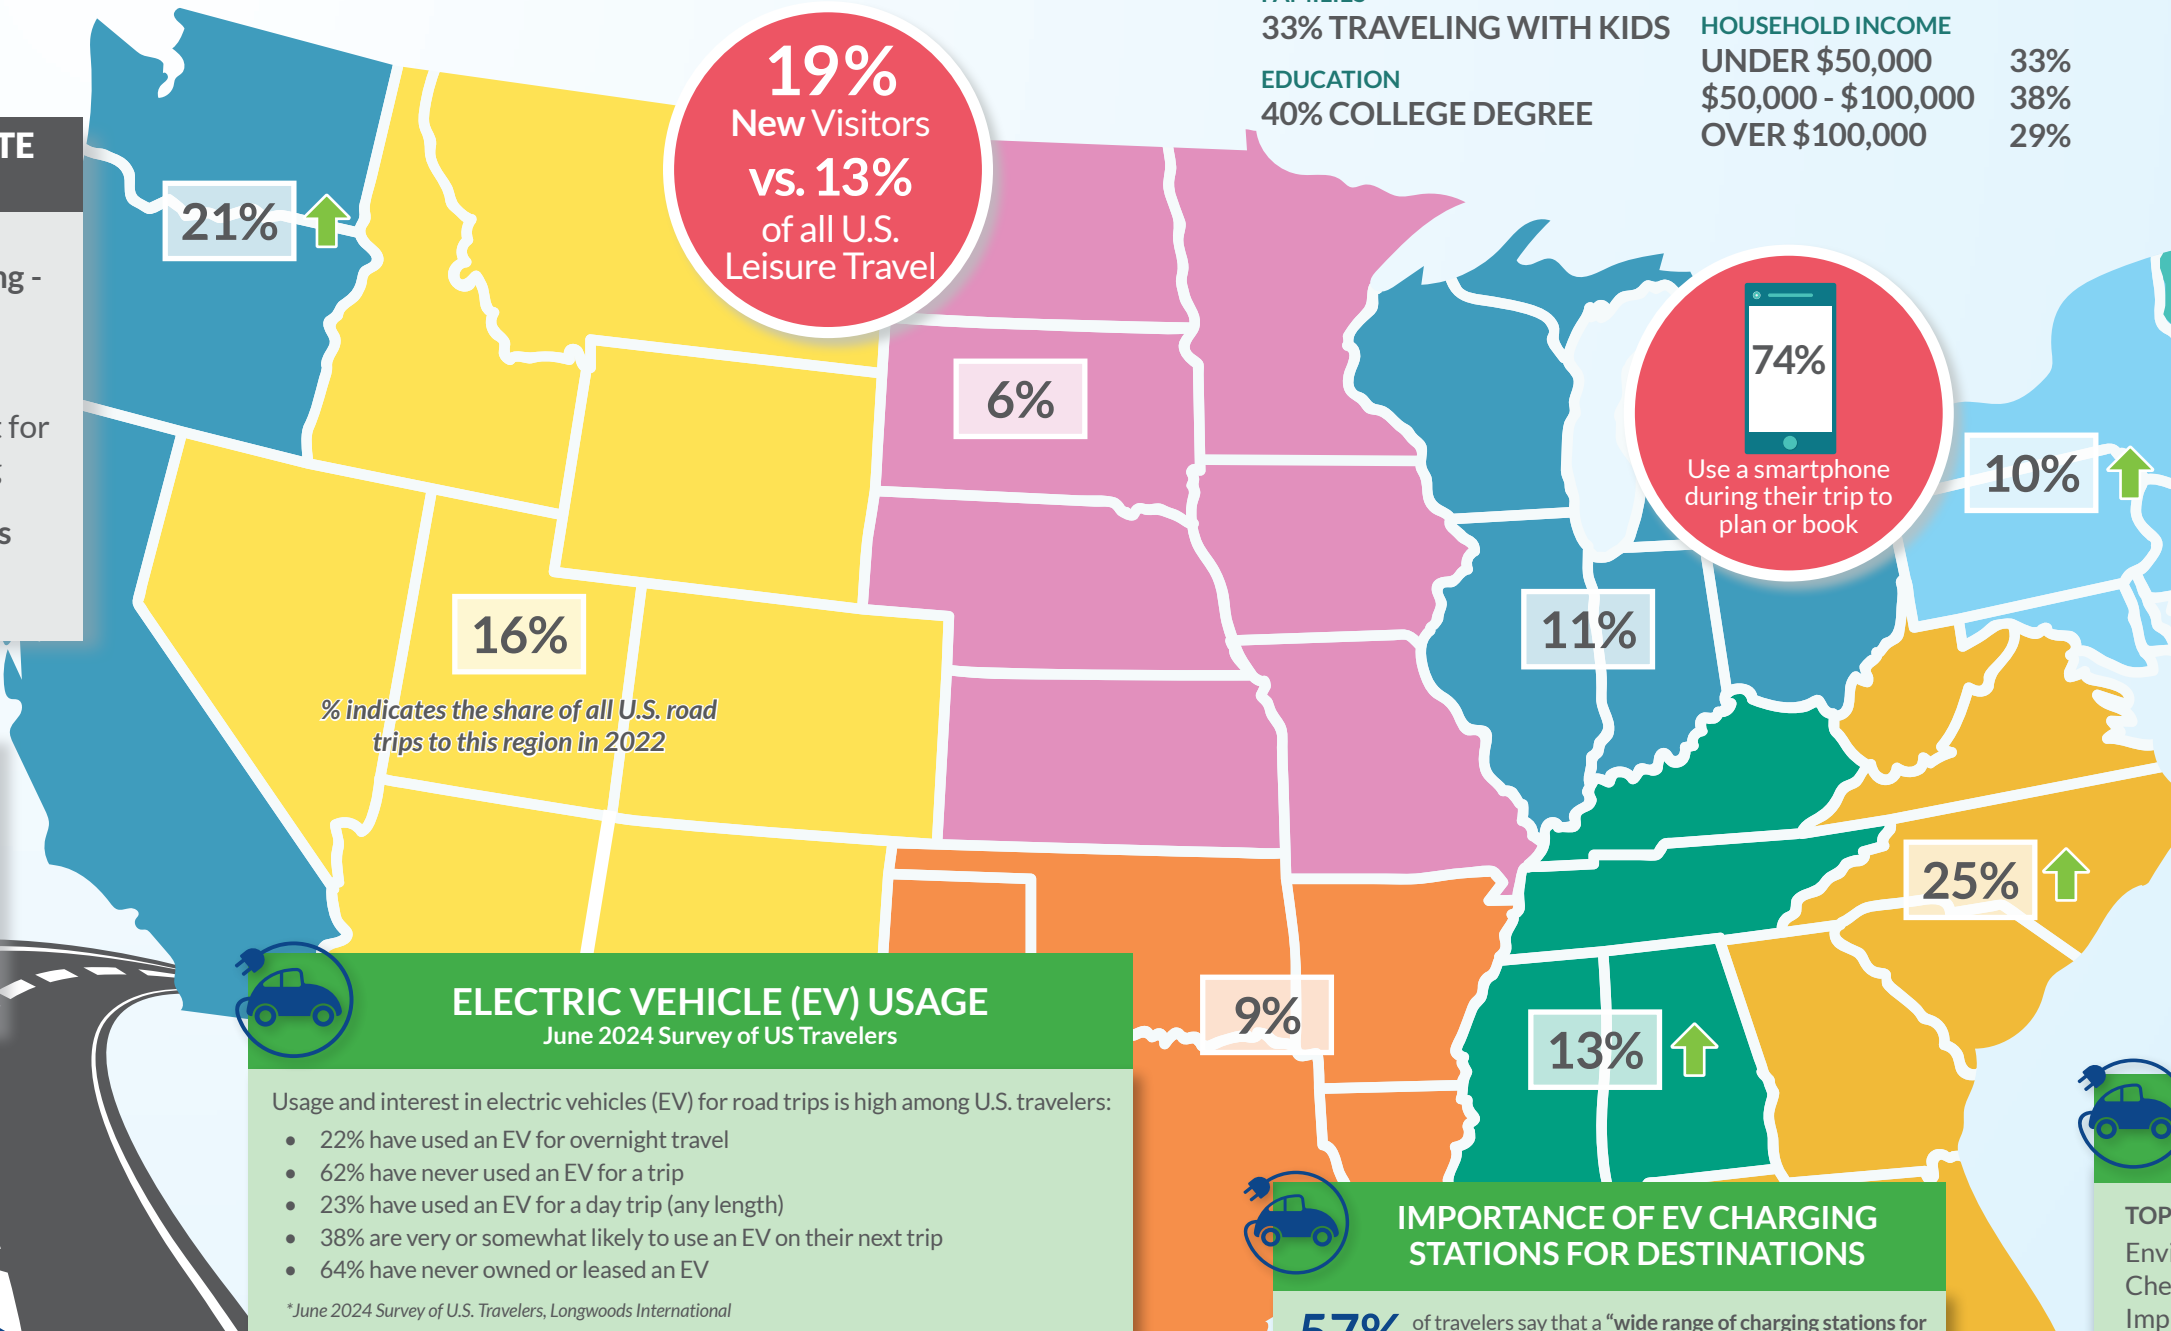 33% TRAVELING WITH KIDS
EDUCATION
40% COLLEGE DEGREE
HOUSEHOLD INCOME
UNDER $50,000 33%
$50,000 - $100,000 38%
OVER $100,000 29%
19%
New Visitors
vs. 13%
of all U.S.
Leisure Travel
21%
6%
74%
Use a smartphone
during their trip to
plan or book
10%
16%
% indicates the share of all U.S. road
trips to this region in 2022
11%
25%
9%
13%
for
ELECTRIC VEHICLE (EV) USAGE
June 2024 Survey of US Travelers
Usage and interest in electric vehicles (EV) for road trips is high among U.S. travelers:
• 22% have used an EV for overnight travel
• 62% have never used an EV for a trip
• 23% have used an EV for a day trip (any length)
• 38% are very or somewhat likely to use an EV on their next trip
• 64% have never owned or leased an EV
*June 2024 Survey of U.S. Travelers, Longwoods International
IMPORTANCE OF EV CHARGING
STATIONS FOR DESTINATIONS
57% of travelers say that a "wide range of charging stations for
TOP